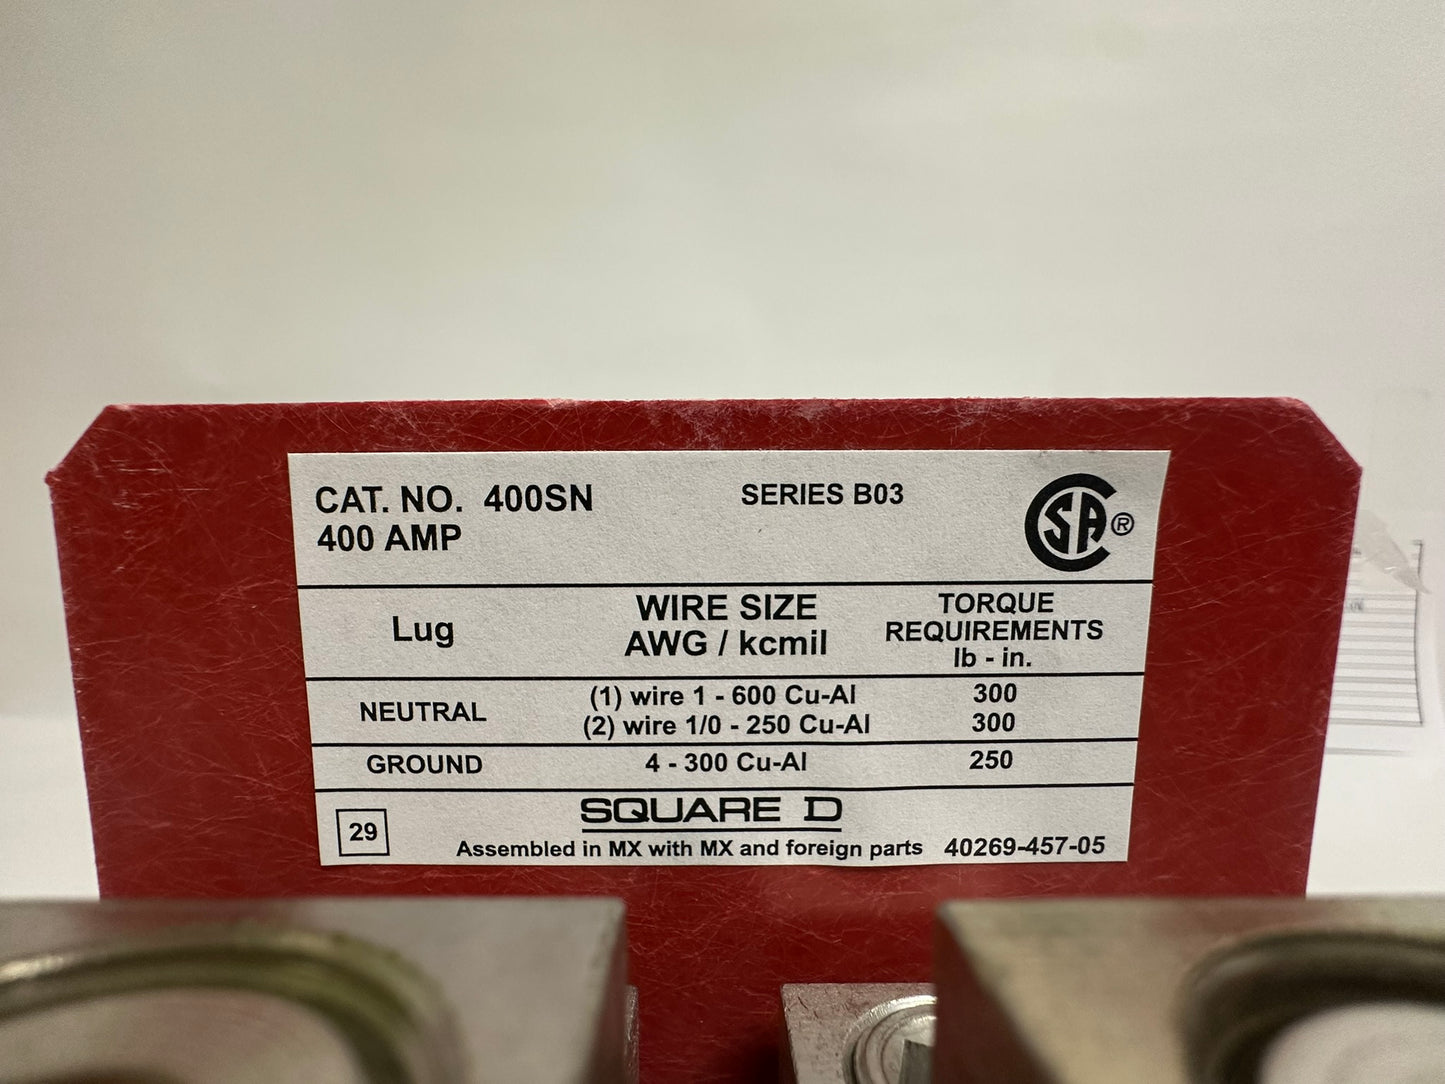 CAT. NO. 400SN SERIES B03
400 AMP
SA ®
Lug
WIRE SIZE
AWG / kcmil
TORQUE
REQUIREMENTS
lb - in.
NEUTRAL
(1) wire 1 - 600 Cu-Al 300
(2) wire 1/0 - 250 Cu-Al 300
GROUND 4 - 300 Cu-Al 250
29
SQUARE D
Assembled in MX with MX and foreign parts 40269-457-05